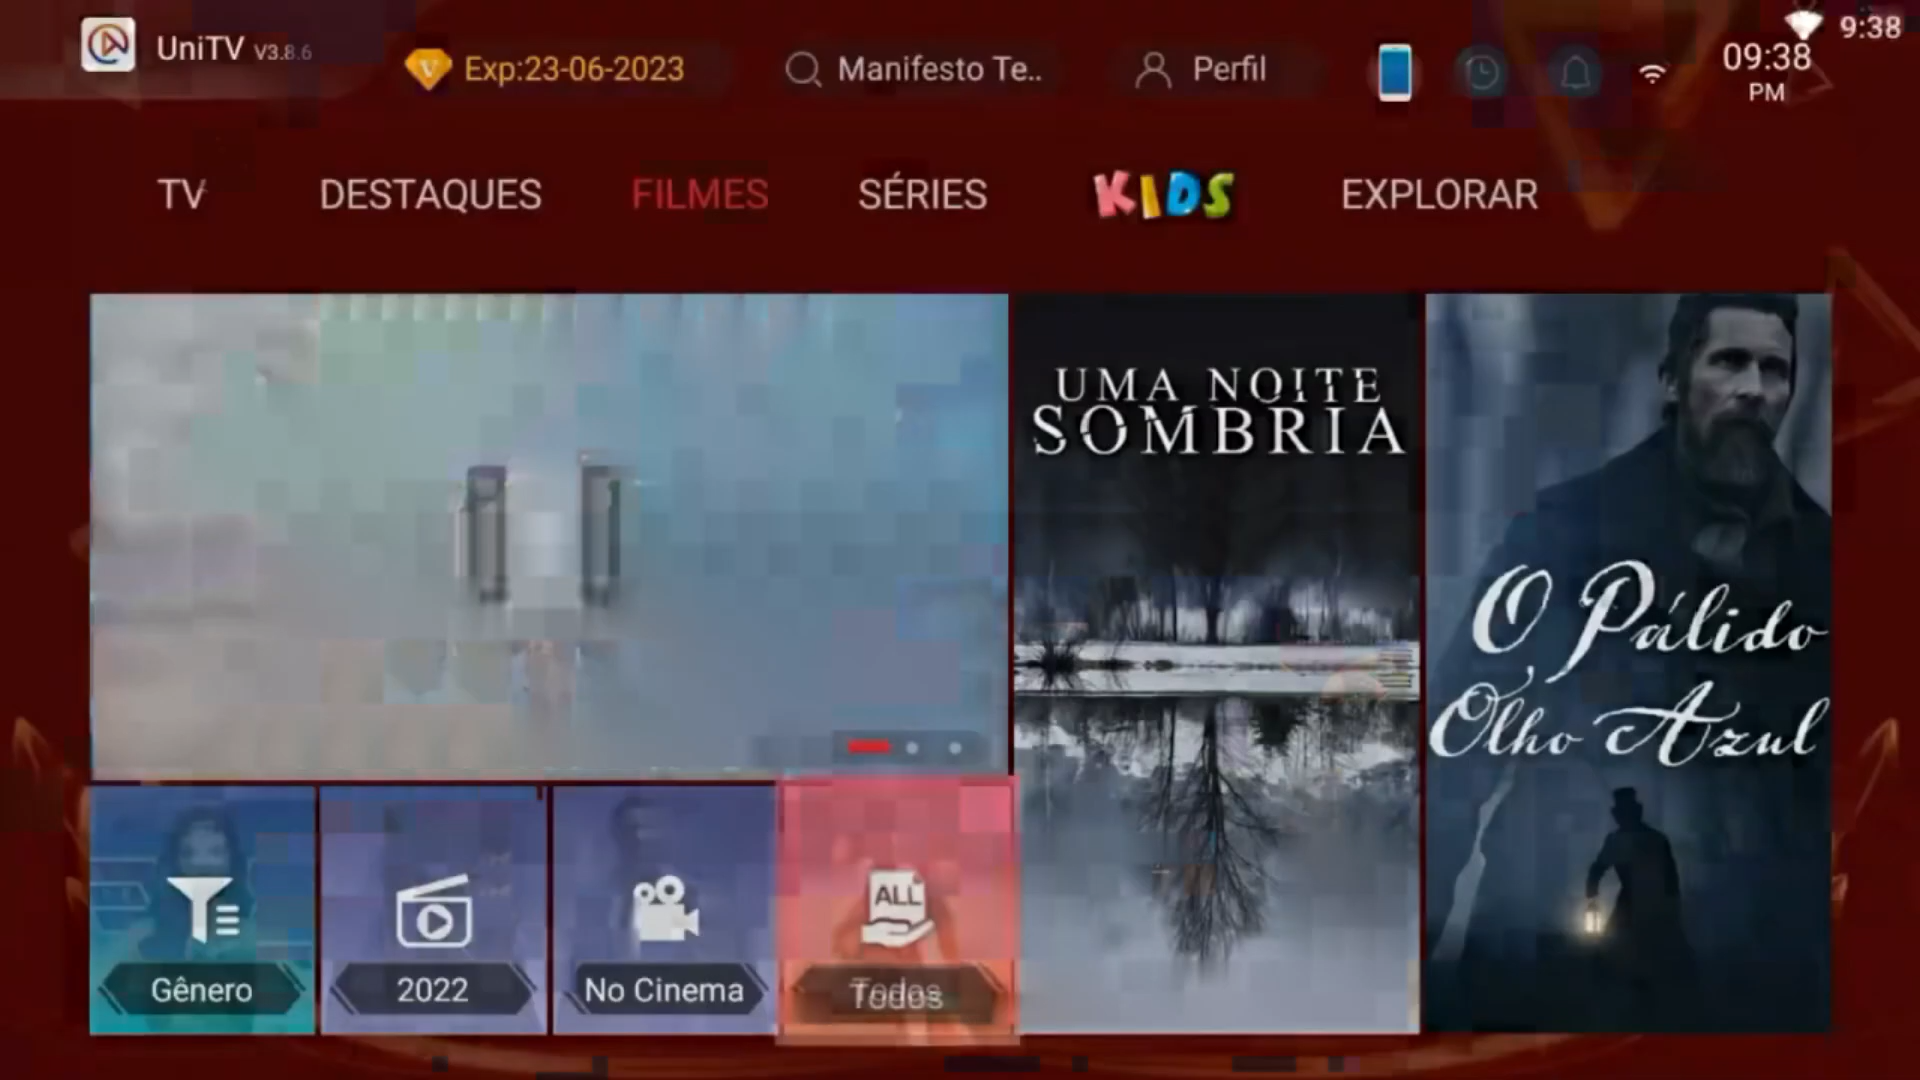 UniTV V3.8.6
Exp:23-06-2023
Manifesto Te..
Perfil
09:38
PM
9:38
TV
DESTAQUES
FILMES
SÉRIES
KIDS
EXPLORAR
UMA NOITE
SOMBRIA
O Pálido
Olho Azul
ALL
Gênero
2022
No Cinema
Todos